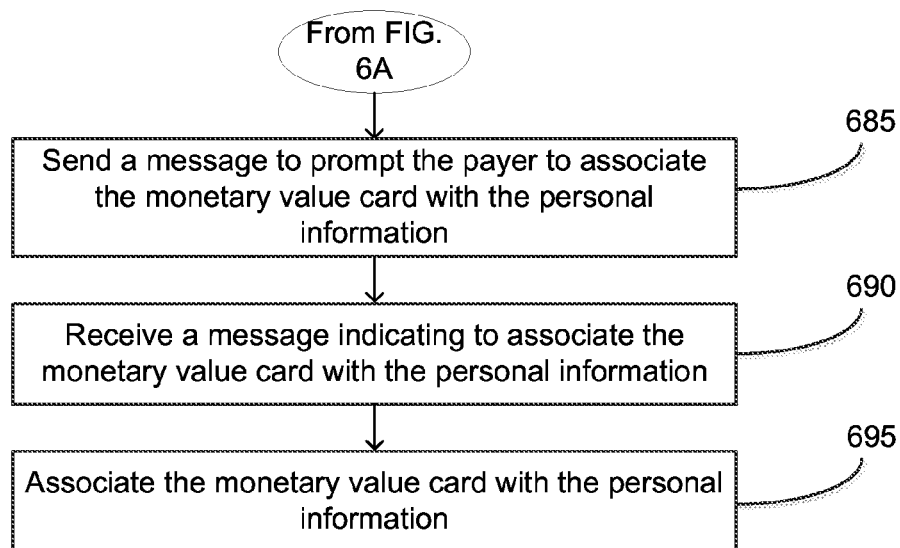 From FIG.
6A
685
Send a message to prompt the payer to associate
the monetary value card with the personal
information
690
Receive a message indicating to associate the
monetary value card with the personal information
695
Associate the monetary value card with the personal
information